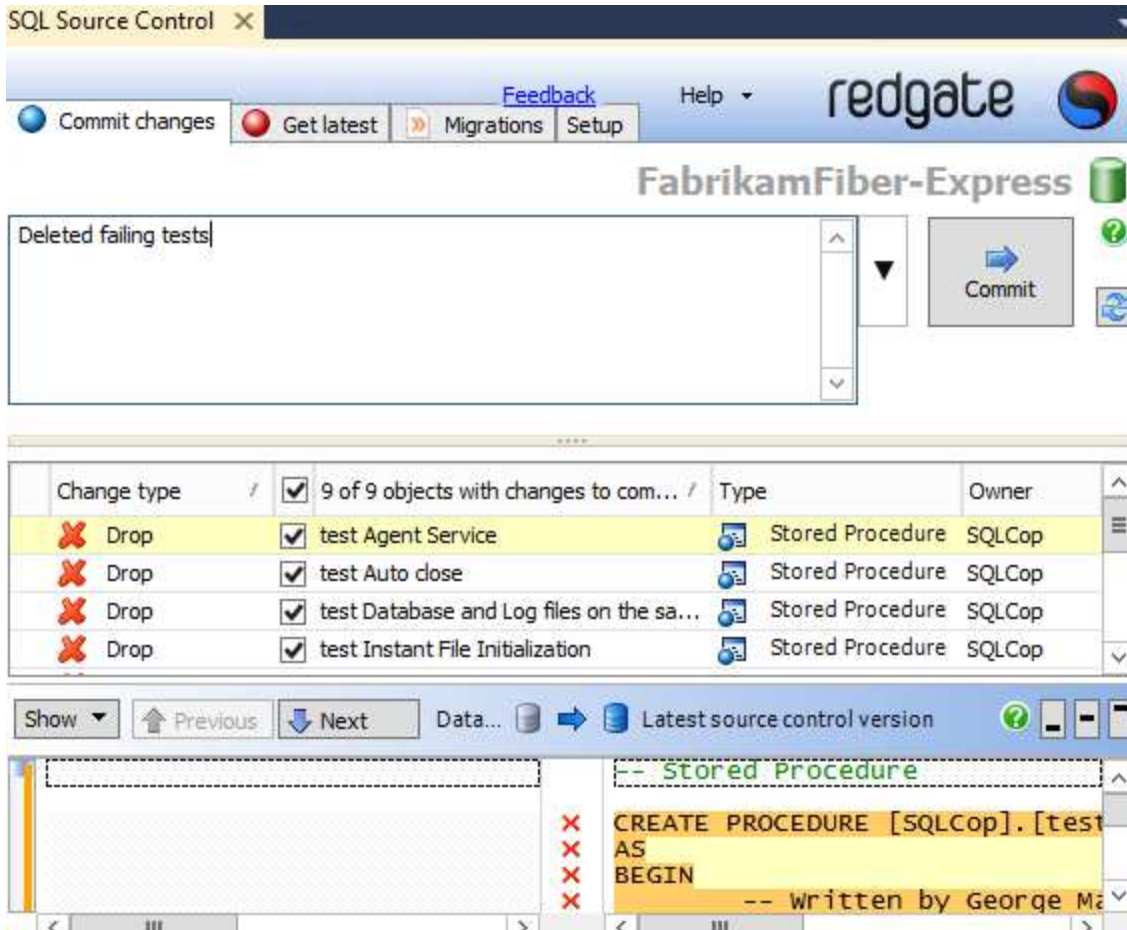 SQL Source Control
Feedback Help redgate
Commit changes Get latest Migrations Setup
FabrikamFiber-Express
Deleted failing tests
Commit
Change type 9 of 9 objects with changes to com... Type Owner
Drop test Agent Service Stored Procedure SQLCop
Drop test Auto close Stored Procedure SQLCop
Drop test Database and Log files on the sa... Stored Procedure SQLCop
Drop test Instant File Initialization Stored Procedure SQLCop
Show Previous Next Data... Latest source control version
-- Stored Procedure
CREATE PROCEDURE [SQLCop].[test
AS
BEGIN
-- Written by George Ma